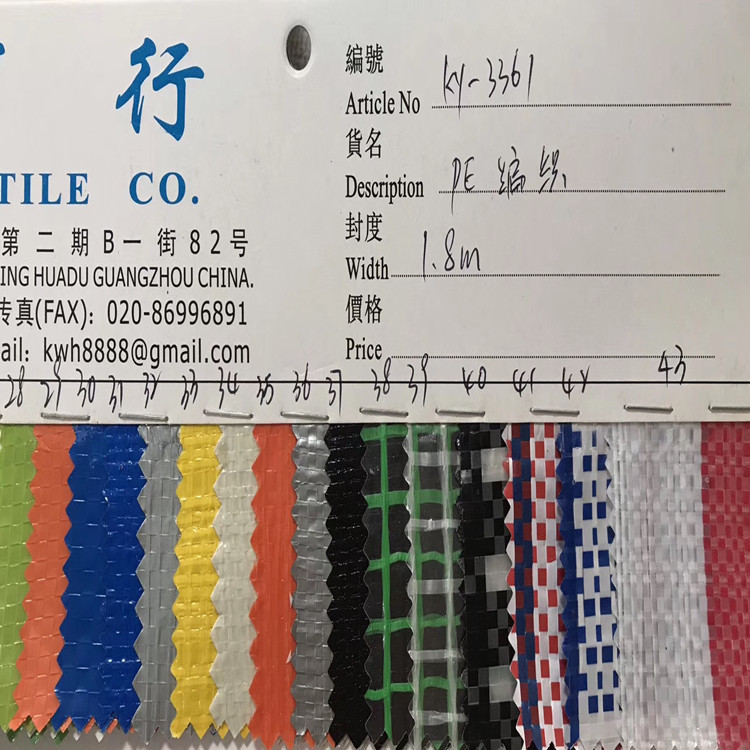 行
TILE CO.
第二期B一街82号
ING HUADU GUANGZHOU CHINA.
传真(FAX): 020-86996891
ail: kwh8888@gmail.com
編號
Article No KY-3361
貨名
Description PE 编织
封度
Width 1.8m
價格
Price
28 29 30 31 32 33 34 35 36 37 38 39 40 41 42 43